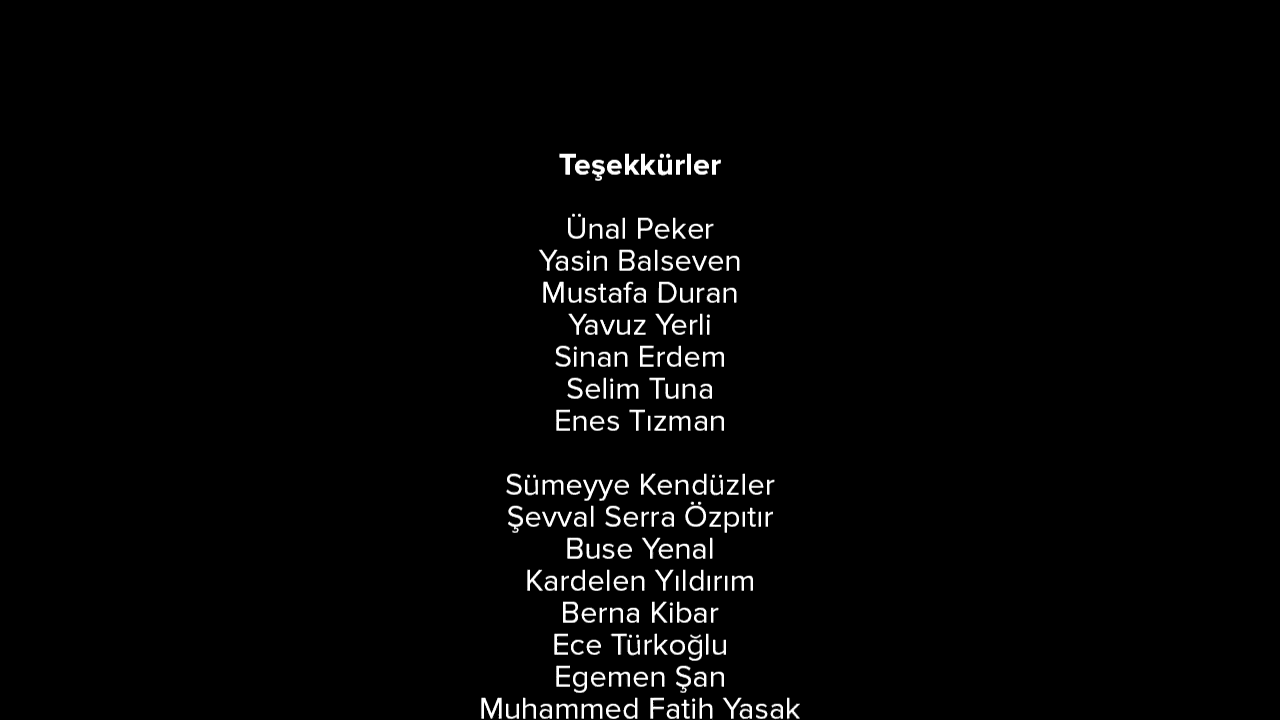 Teşekkürler
Ünal Peker
Yasin Balseven
Mustafa Duran
Yavuz Yerli
Sinan Erdem
Selim Tuna
Enes Tızman
Sümeyye Kendüzler
Şevval Serra Özpıtır
Buse Yenal
Kardelen Yıldırım
Berna Kibar
Ece Türkoğlu
Egemen Şan
Muhammed Fatih Yasak